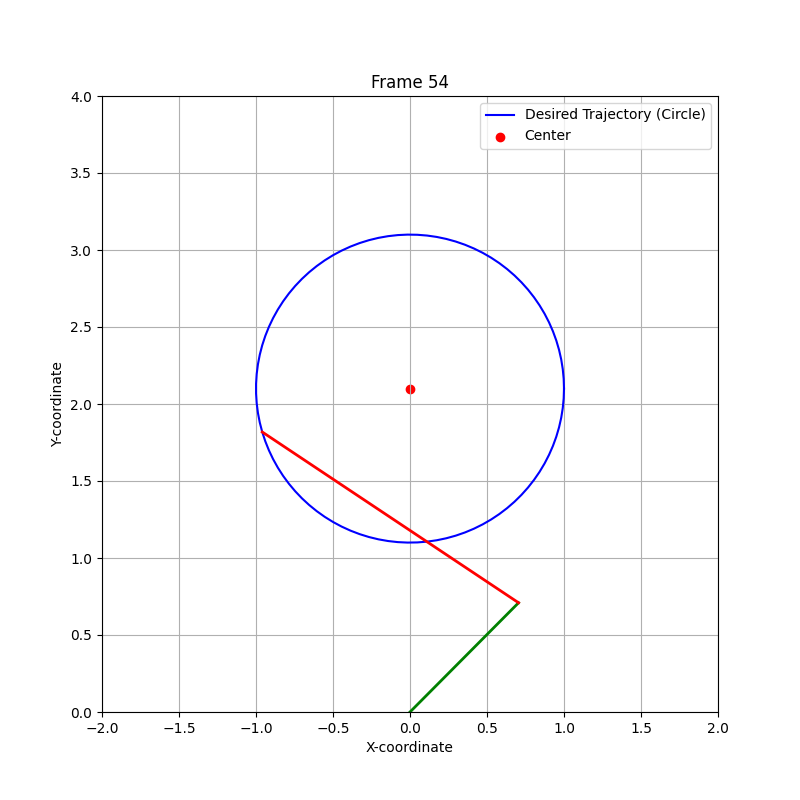 Frame 54
Desired Trajectory (Circle)
Center
4.0
3.5
3.0
2.5
2.0
1.5
1.0
0.5
0.0
Y-coordinate
−2.0 −1.5 −1.0 −0.5 0.0 0.5 1.0 1.5 2.0
X-coordinate